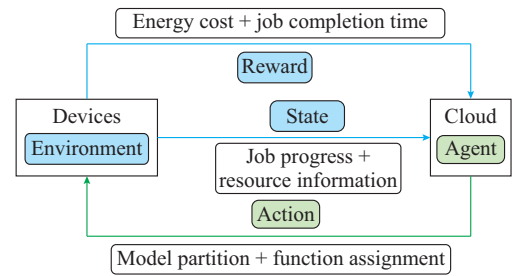 Energy cost + job completion time
Reward
Devices
Environment
State
Cloud
Agent
Job progress +
resource information
Action
Model partition + function assignment